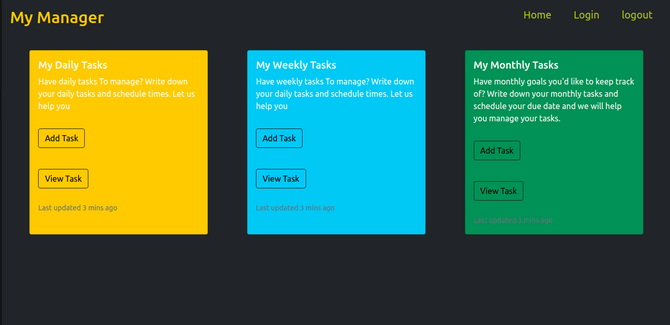 My Manager
Home Login logout
My Daily Tasks
Have daily tasks To manage? Write down
your daily tasks and schedule times. Let us
help you
Add Task
View Task
Last updated 3 mins ago
My Weekly Tasks
Have weekly tasks To manage? Write down
your daily tasks and schedule times. Let us
help you
Add Task
View Task
Last updated 3 mins ago
My Monthly Tasks
Have monthly goals you'd like to keep track
of? Write down your monthly tasks and
schedule your due date and we will help
you manage your tasks.
Add Task
View Task
Last updated 3 mins ago